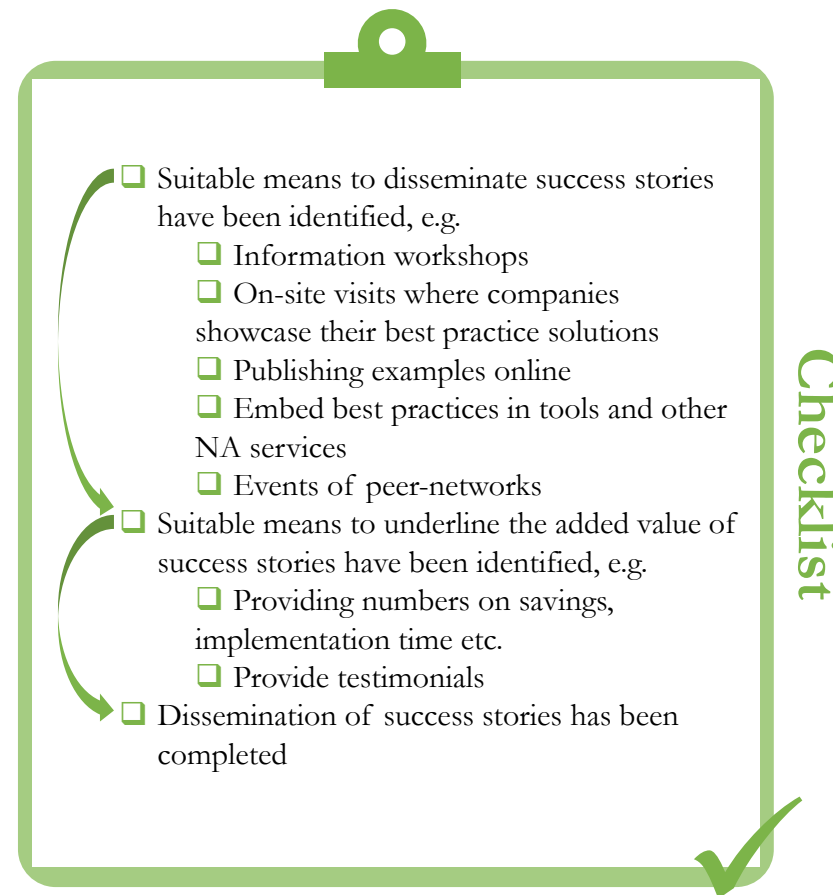 ❑ Suitable means to disseminate success stories
have been identified, e.g.
❑ Information workshops
❑ On-site visits where companies
showcase their best practice solutions
❑ Publishing examples online
❑ Embed best practices in tools and other
NA services
❑ Events of peer-networks
❑ Suitable means to underline the added value of
success stories have been identified, e.g.
❑ Providing numbers on savings,
implementation time etc.
❑ Provide testimonials
❑ Dissemination of success stories has been
completed
Checklist